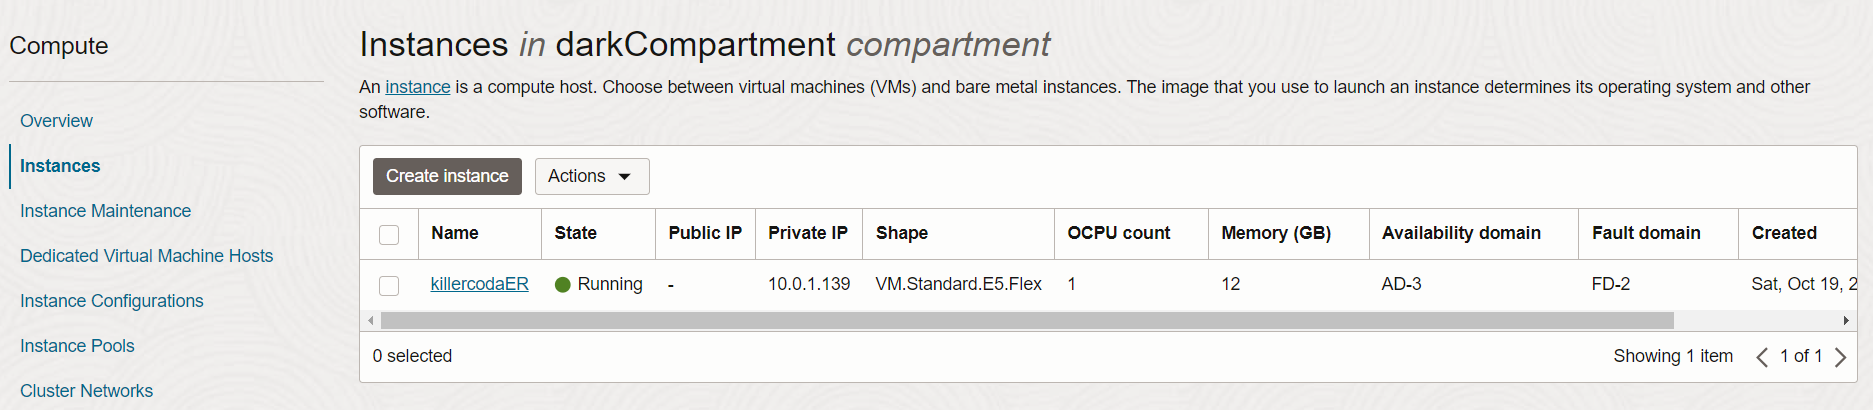 Compute
Overview
Instances
Instance Maintenance
Dedicated Virtual Machine Hosts
Instance Configurations
Instance Pools
Cluster Networks
Instances in darkCompartment compartment
An instance is a compute host. Choose between virtual machines (VMs) and bare metal instances. The image that you use to launch an instance determines its operating system and other
software.
Create instance Actions
Name State Public IP Private IP Shape OCPU count Memory (GB) Availability domain Fault domain Created
killercodaER Running - 10.0.1.139 VM.Standard.E5.Flex 1 12 AD-3 FD-2 Sat, Oct 19, 2
0 selected Showing 1 item 1 of 1